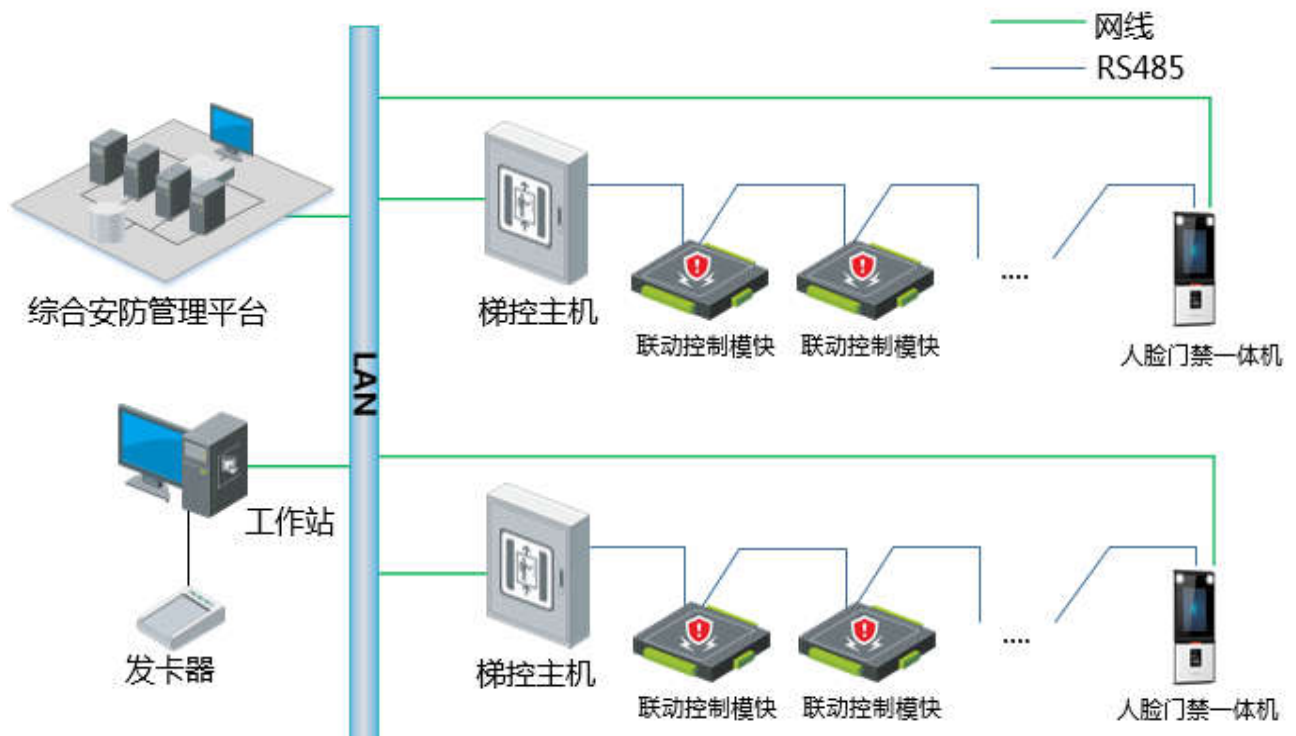 网线
RS485
综合安防管理平台
梯控主机
联动控制模快
联动控制模快
....
人脸门禁一体机
LAN
工作站
发卡器
梯控主机
联动控制模快
联动控制模快
....
人脸门禁一体机